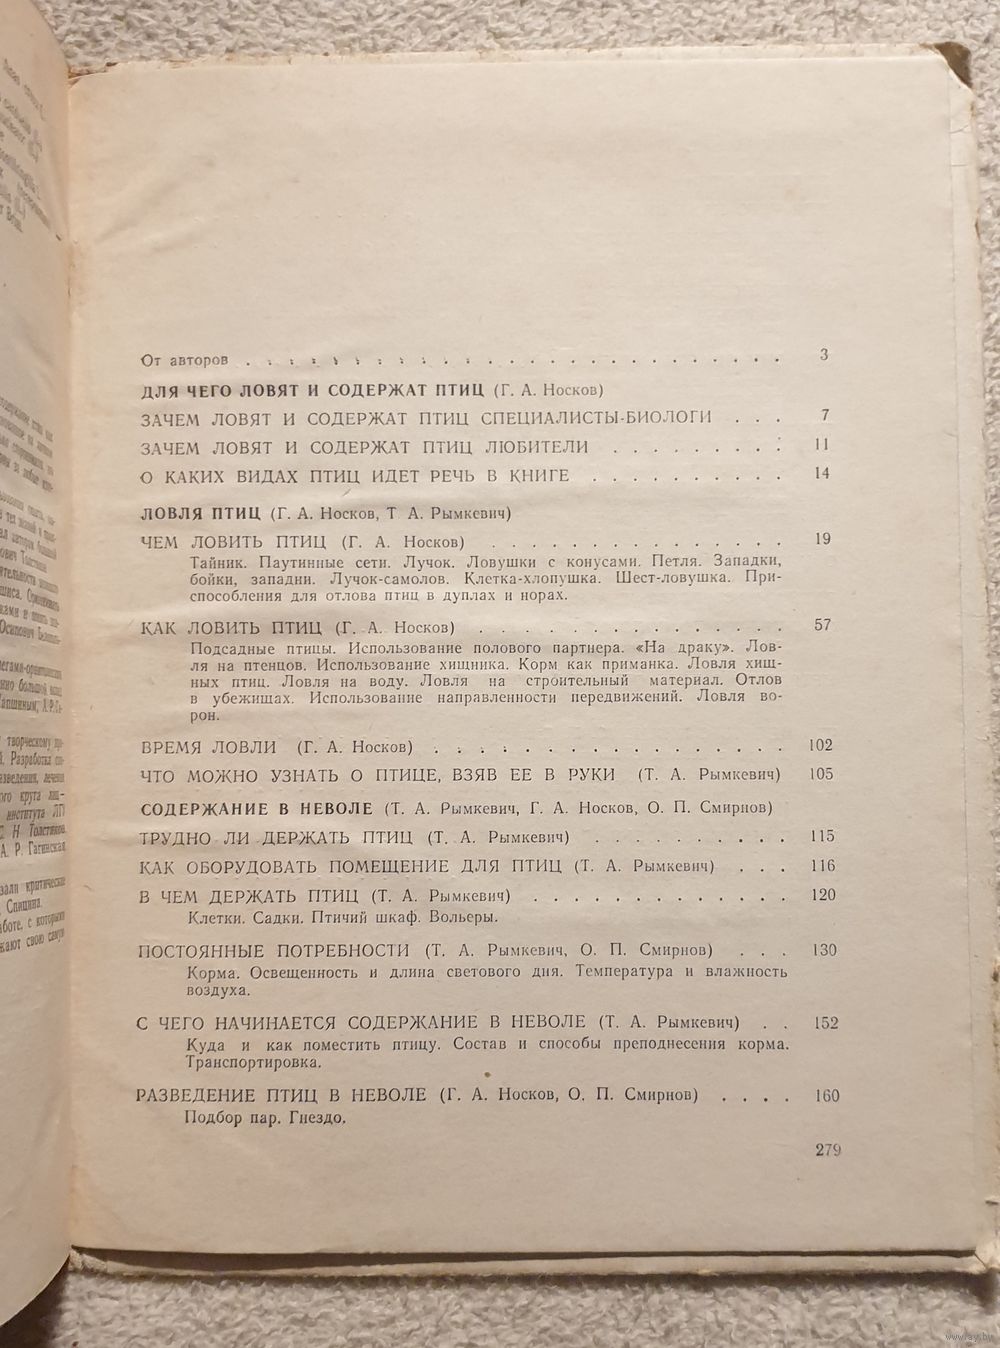 От авторов . . . . . . . . . . . . . . . . . . . . . . . . . 3
ДЛЯ ЧЕГО ЛОВЯТ И СОДЕРЖАТ ПТИЦ (Г. А. Носков)
ЗАЧЕМ ЛОВЯТ И СОДЕРЖАТ ПТИЦ СПЕЦИАЛИСТЫ-БИОЛОГИ . . . 7
ЗАЧЕМ ЛОВЯТ И СОДЕРЖАТ ПТИЦ ЛЮБИТЕЛИ . . . . . . . . . 11
О КАКИХ ВИДАХ ПТИЦ ИДЕТ РЕЧЬ В КНИГЕ . . . . . . . . . . 14
ЛОВЛЯ ПТИЦ (Г. А. Носков, Т А. Рымкевич)
ЧЕМ ЛОВИТЬ ПТИЦ (Г. А. Носков) . . . . . . . . . . . . . . . 19
Тайник. Паутинные сети. Лучок. Ловушки с конусами. Петля. Западки,
бойки, западни. Лучок-самолов. Клетка-хлопушка. Шест-ловушка. При-
способления для отлова птиц в дуплах и норах.
КАК ЛОВИТЬ ПТИЦ (Г. А. Носков) . . . . . . . . . . . . . . . 57
Подсадные птицы. Использование полового партнера. «На драку». Лов-
ля на птенцов. Использование хищника. Корм как приманка. Ловля хищ-
ных птиц. Ловля на воду. Ловля на строительный материал. Отлов
в убежищах. Использование направленности передвижений. Ловля во-
рон.
ВРЕМЯ ЛОВЛИ (Г. А. Носков) . . . . . . . . . . . . . . . . 102
ЧТО МОЖНО УЗНАТЬ О ПТИЦЕ, ВЗЯВ ЕЕ В РУКИ (Т. А. Рымкевич) 105
СОДЕРЖАНИЕ В НЕВОЛЕ (Т. А. Рымкевич, Г. А. Носков, О. П. Смирнов)
ТРУДНО ЛИ ДЕРЖАТЬ ПТИЦ (Т. А. Рымкевич) . . . . . . . . . . 115
КАК ОБОРУДОВАТЬ ПОМЕЩЕНИЕ ДЛЯ ПТИЦ (Т. А. Рымкевич) . . . 116
В ЧЕМ ДЕРЖАТЬ ПТИЦ (Т. А. Рымкевич) . . . . . . . . . . . . . 120
Клетки. Садки. Птичий шкаф. Вольеры.
ПОСТОЯННЫЕ ПОТРЕБНОСТИ (Т. А. Рымкевич, О. П. Смирнов) . . . 130
Корма. Освещенность и длина светового дня. Температура и влажность
воздуха.
С ЧЕГО НАЧИНАЕТСЯ СОДЕРЖАНИЕ В НЕВОЛЕ (Т. А. Рымкевич) . . 152
Куда и как поместить птицу. Состав и способы преподнесения корма.
Транспортировка.
РАЗВЕДЕНИЕ ПТИЦ В НЕВОЛЕ (Г. А. Носков, О. П. Смирнов) . . . . 160
Подбор пар. Гнездо.
279
www.ay.by